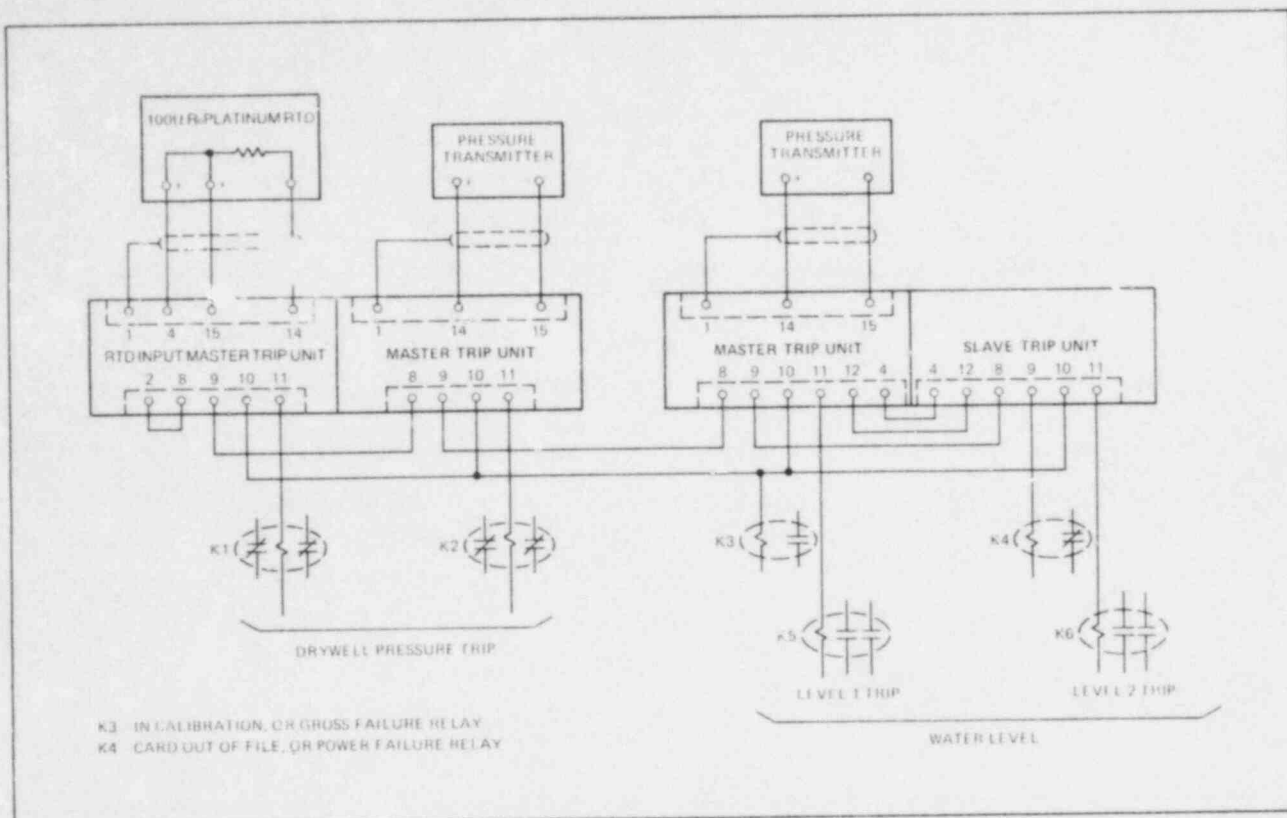 PLATINUM RTD
PRESSURE
TRANSMITTER
PRESSURE
TRANSMITTER
+ +
+
+
1 4 15 14
1 14 15
1 14 15
RTD INPUT MASTER TRIP UNIT
MASTER TRIP UNIT
MASTER TRIP UNIT
SLAVE TRIP UNIT
2 8 9 10 11
8 9 10 11
8 9 10 11 12 4
4 12 8 9 10 11
K1
K2
K3
K4
K5
K6
DRYWELL PRESSURE TRIP
LEVEL 1 TRIP
LEVEL 2 TRIP
WATER LEVEL
K3 IN CALIBRATION, OR GROSS FAILURE RELAY
K4 CARD OUT OF FILE, OR POWER FAILURE RELAY